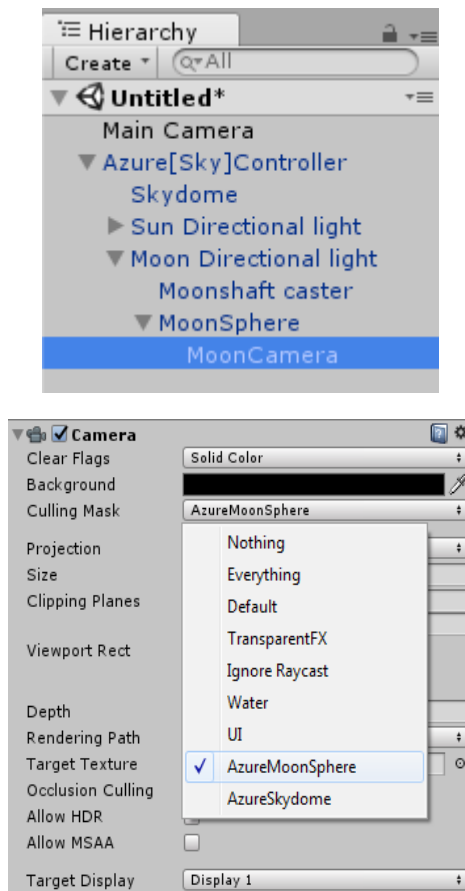 Hierarchy
Create All
Untitled*
Main Camera
Azure[Sky]Controller
Skydome
Sun Directional light
Moon Directional light
Moonshaft caster
MoonSphere
MoonCamera
Camera
Clear Flags Solid Color
Background
Culling Mask AzureMoonSphere
Nothing
Projection
Size Everything
Clipping Planes Default
TransparentFX
Viewport Rect
Ignore Raycast
Water
Depth
Rendering Path UI
Target Texture AzureMoonSphere
Occlusion Culling
AzureSkydome
Allow HDR
Allow MSAA
Target Display Display 1